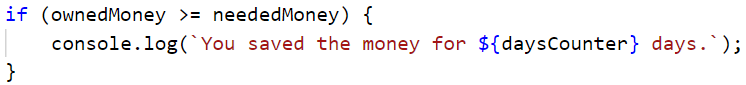 if (ownedMoney >= neededMoney) {
    console.log(`You saved the money for ${daysCounter} days.`);
}